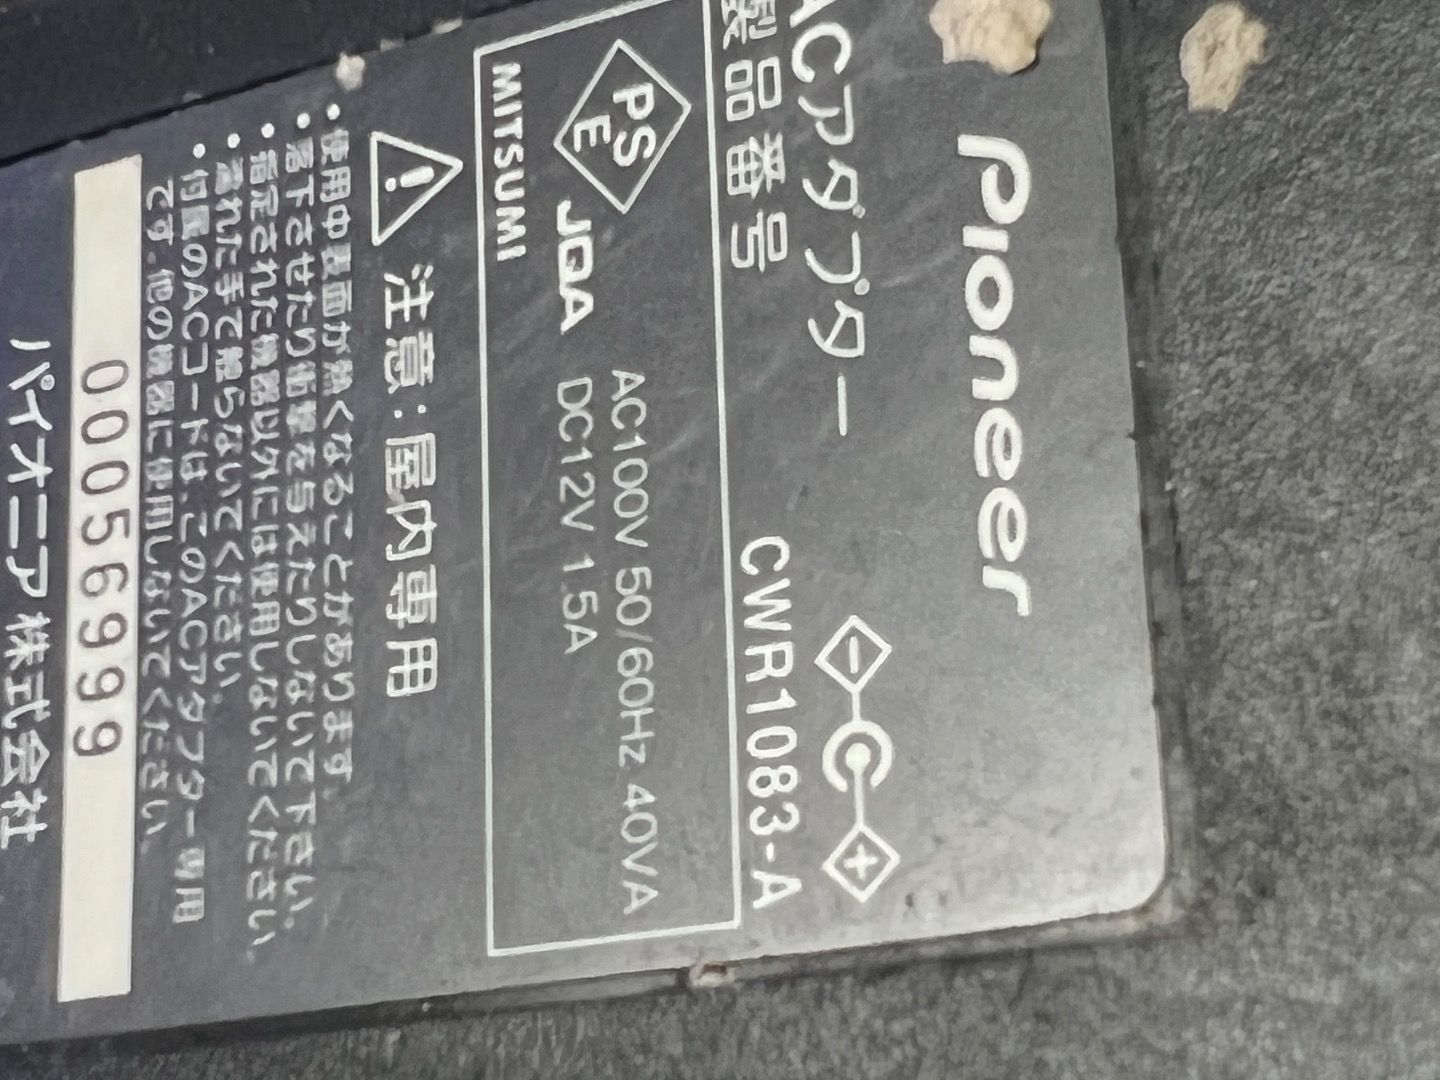 Pioneer
ACアダプター
製品番号 CWR1083-A
AC100V 50/60Hz 40VA
DC12V 1.5A
PS
E
JQA
MITSUMI
注意:屋内専用
・使用中表面が熱くなることがあります。
・落下させたり衝撃を与えたりしないで下さい。
・指定された機器以外には使用しないでください。
・濡れた手で触らないでください。
・付属のACコードは、このACアダプター専用
です。他の機器に使用しないでください。
00056999
パイオニア株式会社